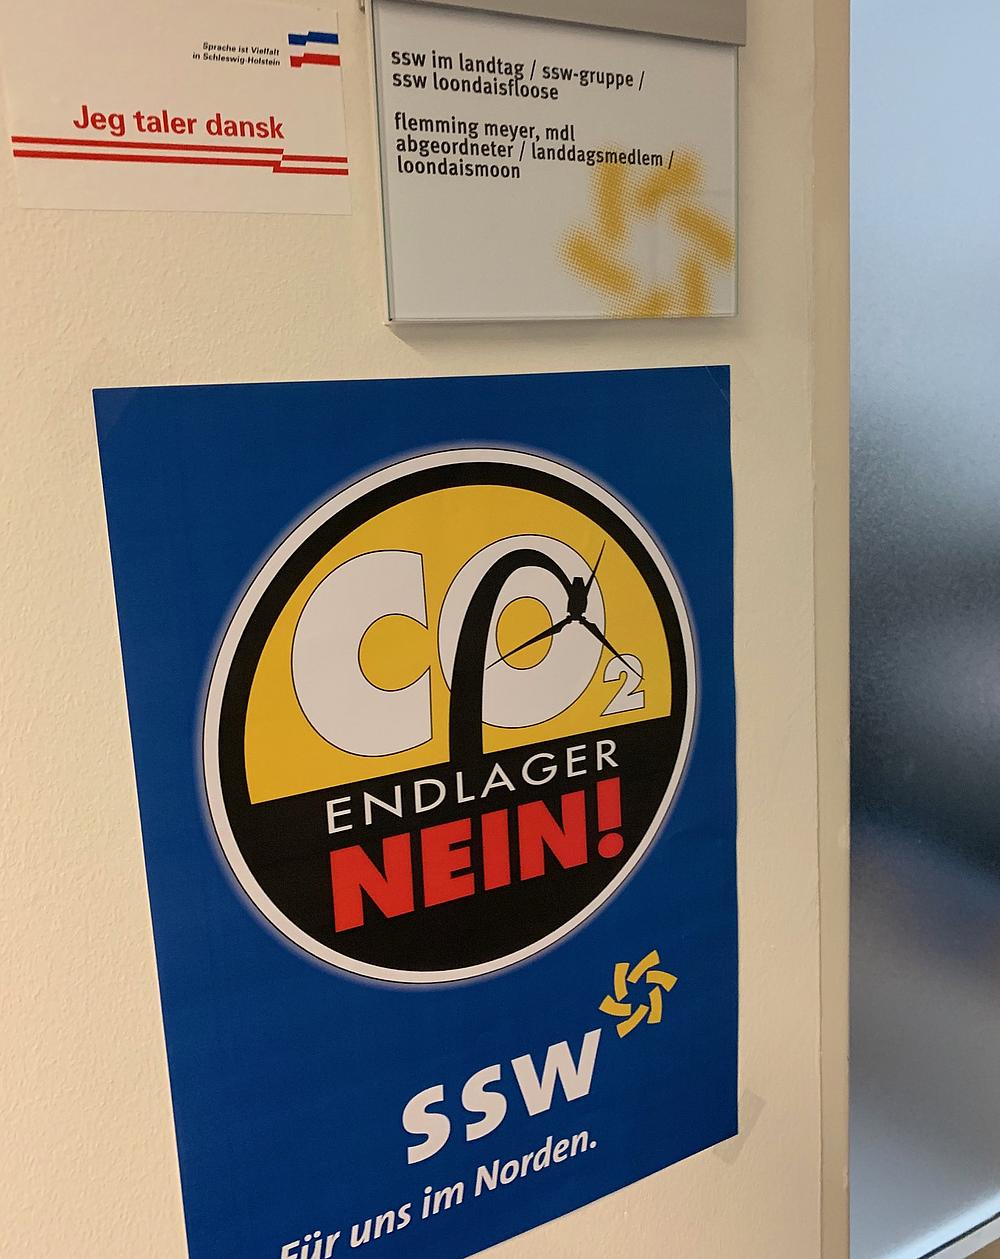 Sprache ist Vielfalt
in Schleswig-Holstein
Jeg taler dansk
ssw im landtag / ssw-gruppe /
ssw loondaisfloose
flemming meyer, mdl
abgeordneter / landdagsmedlem /
loondaismoon
CO2
ENDLAGER
NEIN!
SSW
Für uns im Norden.